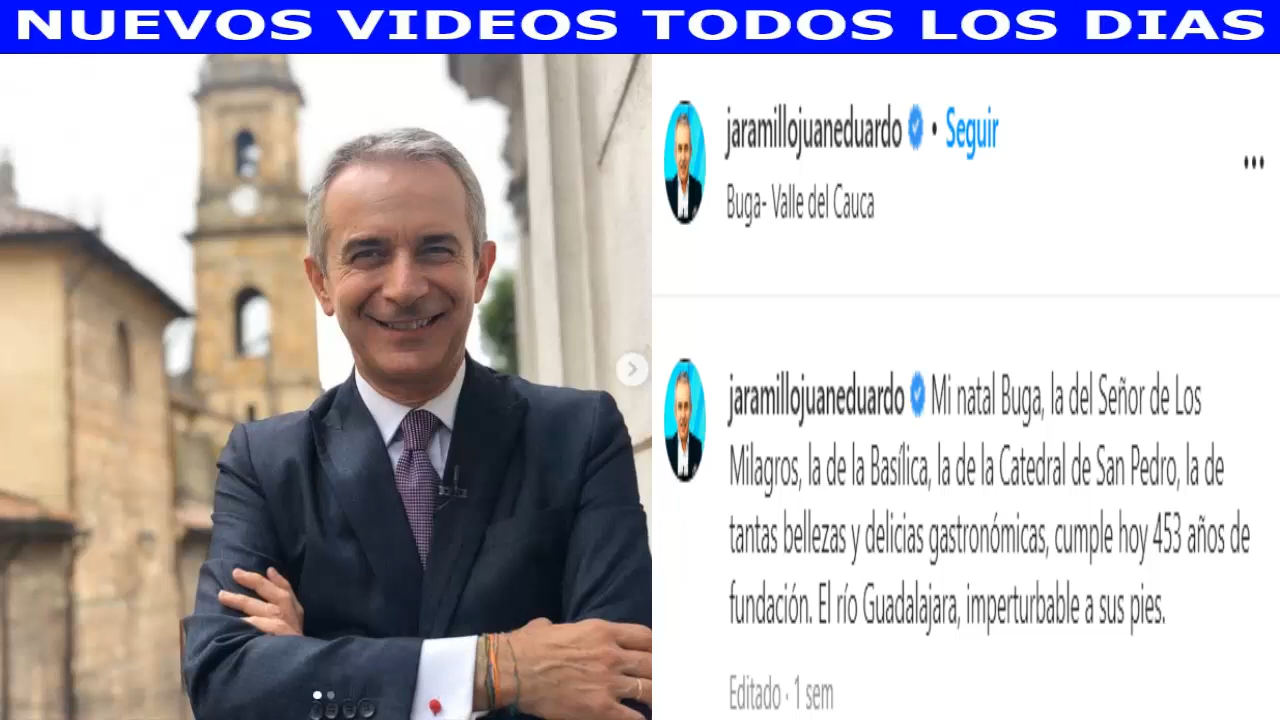 NUEVOS VIDEOS TODOS LOS DIAS
jaramillojuaneduardo • Seguir
Buga- Valle del Cauca
jaramillojuaneduardo Mi natal Buga, la del Señor de Los
Milagros, la de la Basílica, la de la Catedral de San Pedro, la de
tantas bellezas y delicias gastronómicas, cumple hoy 453 años de
fundación. El río Guadalajara, imperturbable a sus pies.
Editado · 1 sem